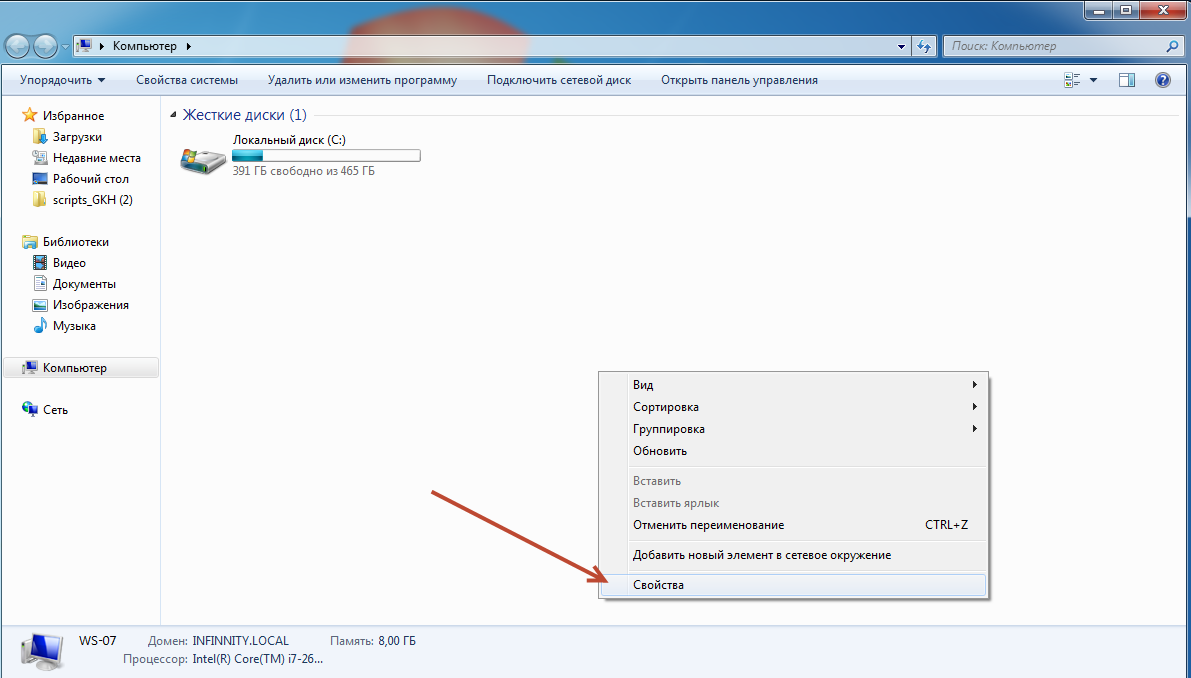 Компьютер
Поиск: Компьютер
Упорядочить Свойства системы Удалить или изменить программу Подключить сетевой диск Открыть панель управления
Избранное
Загрузки
Недавние места
Рабочий стол
scripts_GKH (2)
Библиотеки
Видео
Документы
Изображения
Музыка
Компьютер
Сеть
Жесткие диски (1)
Локальный диск (C:)
391 ГБ свободно из 465 ГБ
Вид
Сортировка
Группировка
Обновить
Вставить
Вставить ярлык
Отменить переименование CTRL+Z
Добавить новый элемент в сетевое окружение
Свойства
WS-07 Домен: INFINNITY.LOCAL Память: 8,00 ГБ
Процессор: Intel(R) Core(TM) i7-26...